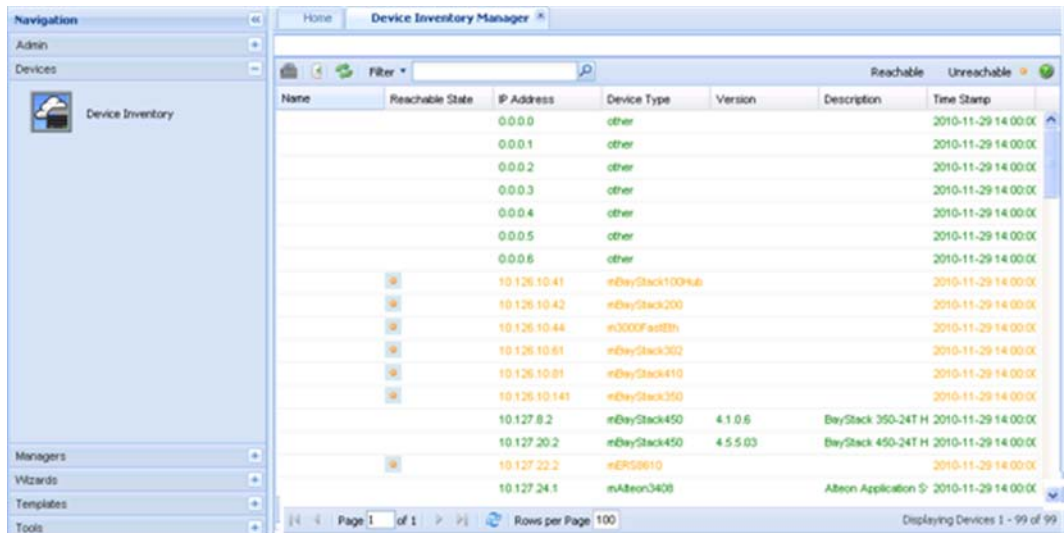 Navigation
Admin
Devices
Device Inventory
Managers
Wizards
Templates
Tools
Home Device Inventory Manager
Filter Reachable Unreachable
Name Reachable State IP Address Device Type Version Description Time Stamp
0.0.0.0 other 2010-11-29 14:00:0
0.0.0.1 other 2010-11-29 14:00:0
0.0.0.2 other 2010-11-29 14:00:0
0.0.0.3 other 2010-11-29 14:00:0
0.0.0.4 other 2010-11-29 14:00:0
0.0.0.5 other 2010-11-29 14:00:0
0.0.0.6 other 2010-11-29 14:00:0
10.126.10.41 mBayStack100Hub 2010-11-29 14:00:0
10.126.10.42 mBayStack200 2010-11-29 14:00:0
10.126.10.44 m3000FastEth 2010-11-29 14:00:0
10.126.10.61 mBayStack302 2010-11-29 14:00:0
10.126.10.81 mBayStack410 2010-11-29 14:00:0
10.126.10.141 mBayStack350 2010-11-29 14:00:0
10.127.8.2 mBayStack450 4.1.0.6 BayStack 350-24T H 2010-11-29 14:00:0
10.127.20.2 mBayStack450 4.5.5.03 BayStack 450-24T H 2010-11-29 14:00:0
10.127.22.2 mERS8610 2010-11-29 14:00:0
10.127.24.1 mAlteon3408 Alteon Application S 2010-11-29 14:00:0
Page 1 of 1 Rows per Page 100 Displaying Devices 1 - 99 of 99